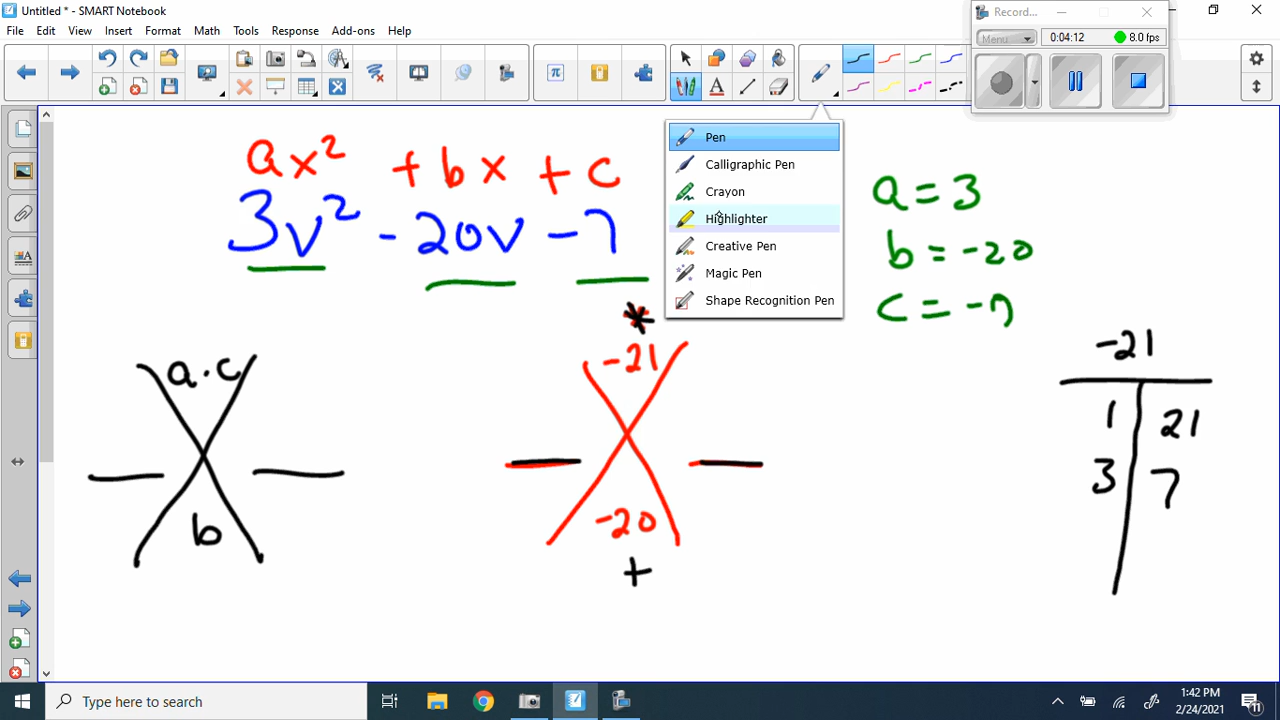 Untitled * - SMART Notebook
Record...
File Edit View Insert Format Math Tools Response Add-ons Help
Menu
0:04:12
8.0 fps
π
A
Pen
Calligraphic Pen
Crayon
Highlighter
Creative Pen
Magic Pen
Shape Recognition Pen
ax² + bx + c
3v² - 20v - 7
a = 3
b = -20
c = -7
*
a · c
-21
-21
1 21
3 7
b
-20
+
Type here to search
1:42 PM
2/24/2021
11